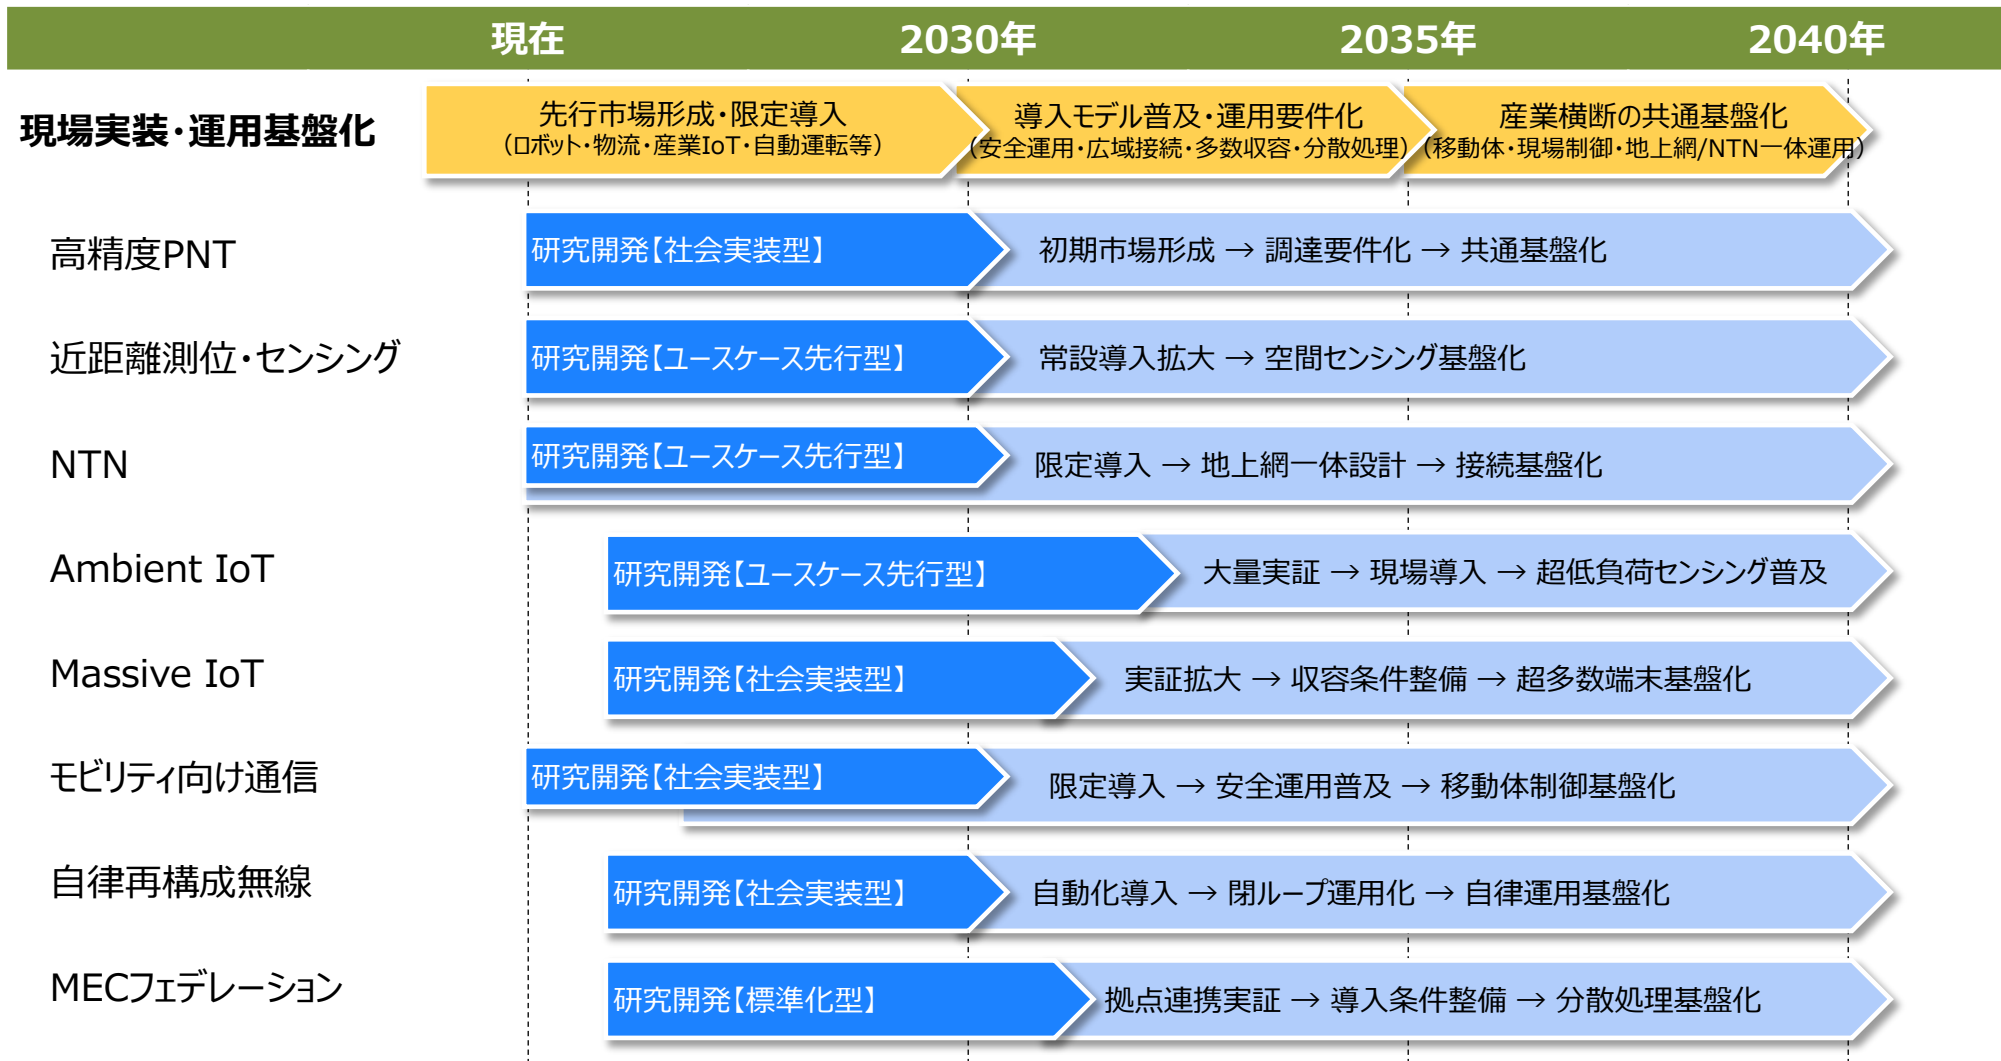 現在 2030年 2035年 2040年
現場実装・運用基盤化
先行市場形成・限定導入
（ロボット・物流・産業IoT・自動運転等）
導入モデル普及・運用要件化
（安全運用・広域接続・多数収容・分散処理）
産業横断の共通基盤化
（移動体・現場制御・地上網/NTN一体運用）
高精度PNT
研究開発【社会実装型】
初期市場形成 → 調達要件化 → 共通基盤化
近距離測位・センシング
研究開発【ユースケース先行型】
常設導入拡大 → 空間センシング基盤化
NTN
研究開発【ユースケース先行型】
限定導入 → 地上網一体設計 → 接続基盤化
Ambient IoT
研究開発【ユースケース先行型】
大量実証 → 現場導入 → 超低負荷センシング普及
Massive IoT
研究開発【社会実装型】
実証拡大 → 収容条件整備 → 超多数端末基盤化
モビリティ向け通信
研究開発【社会実装型】
限定導入 → 安全運用普及 → 移動体制御基盤化
自律再構成無線
研究開発【社会実装型】
自動化導入 → 閉ループ運用化 → 自律運用基盤化
MECフェデレーション
研究開発【標準化型】
拠点連携実証 → 導入条件整備 → 分散処理基盤化